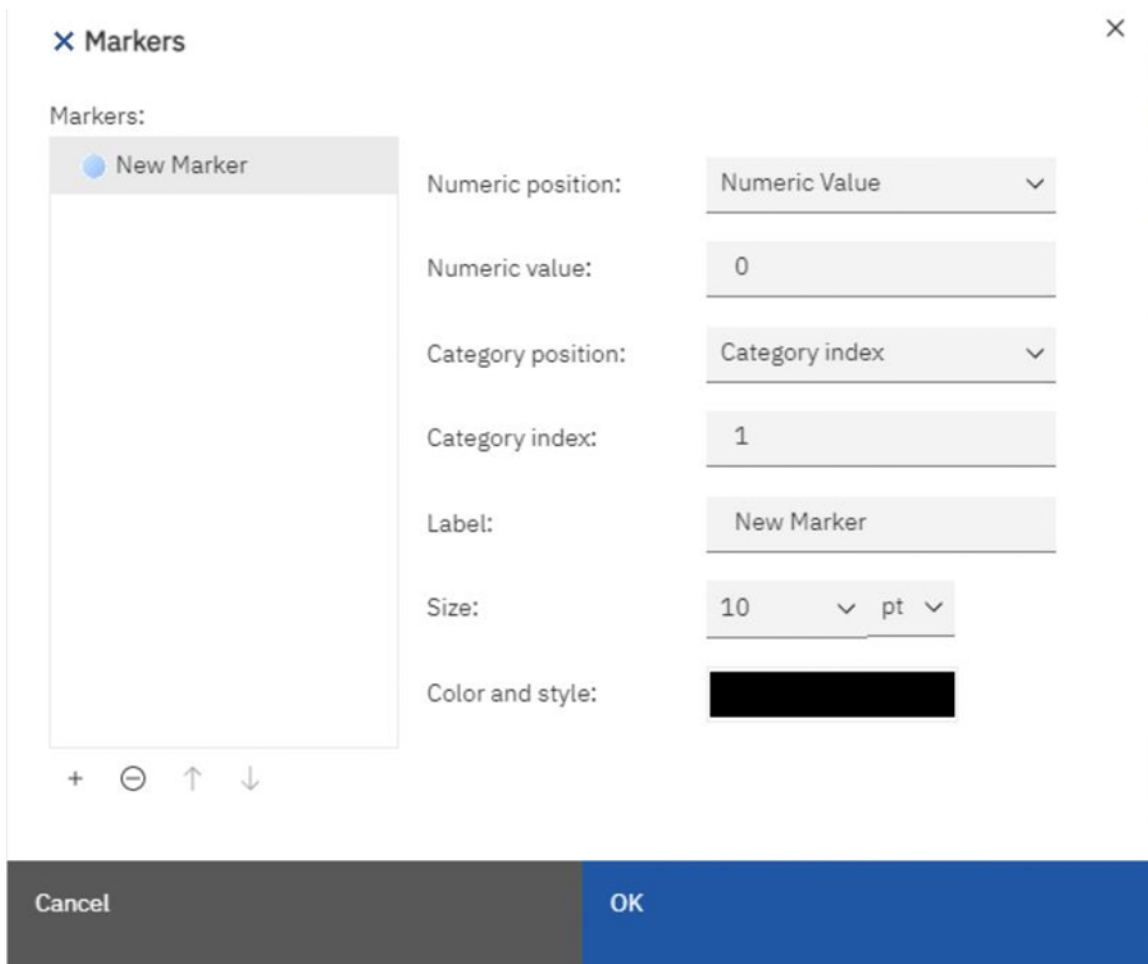 Markers
Markers:
New Marker
Numeric position: Numeric Value
Numeric value: 0
Category position: Category index
Category index: 1
Label: New Marker
Size: 10 pt
Color and style:
Cancel OK